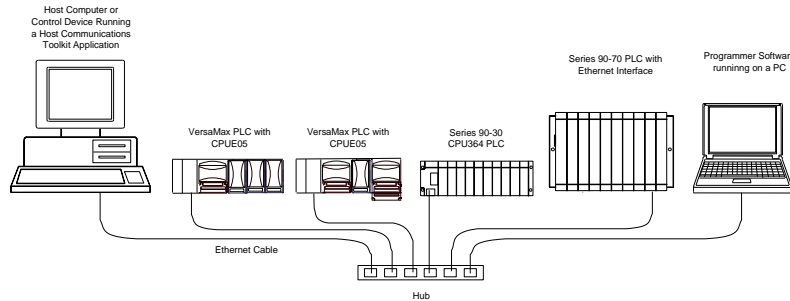 Host Computer or
Control Device Running
a Host Communications
Toolkit Application
VersaMax PLC with
CPUE05
VersaMax PLC with
CPUE05
Series 90-30
CPU364 PLC
Series 90-70 PLC with
Ethernet Interface
Programmer Softwar
runninng on a PC
Ethernet Cable
Hub